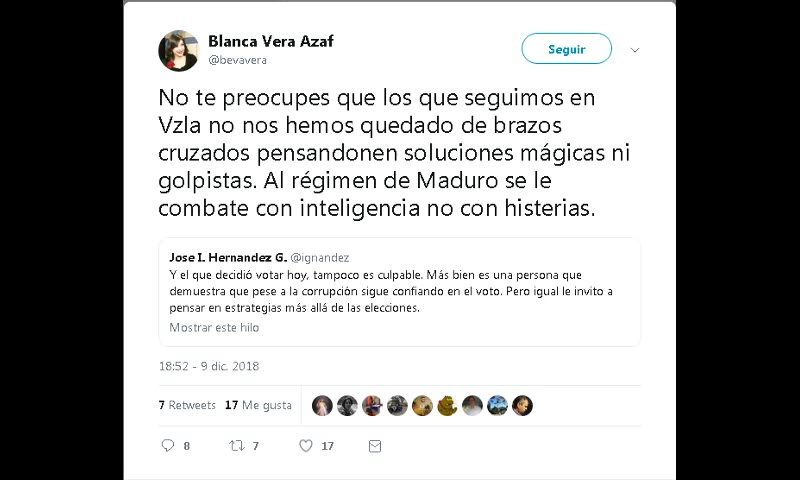 Blanca Vera Azaf
@bevavera
Seguir
No te preocupes que los que seguimos en
Vzla no nos hemos quedado de brazos
cruzados pensandonen soluciones mágicas ni
golpistas. Al régimen de Maduro se le
combate con inteligencia no con histerias.
Jose I. Hernandez G. @ignandez
Y el que decidió votar hoy, tampoco es culpable. Más bien es una persona que
demuestra que pese a la corrupción sigue confiando en el voto. Pero igual le invito a
pensar en estrategias más allá de las elecciones.
Mostrar este hilo
18:52 - 9 dic. 2018
7 Retweets 17 Me gusta
8 7 17